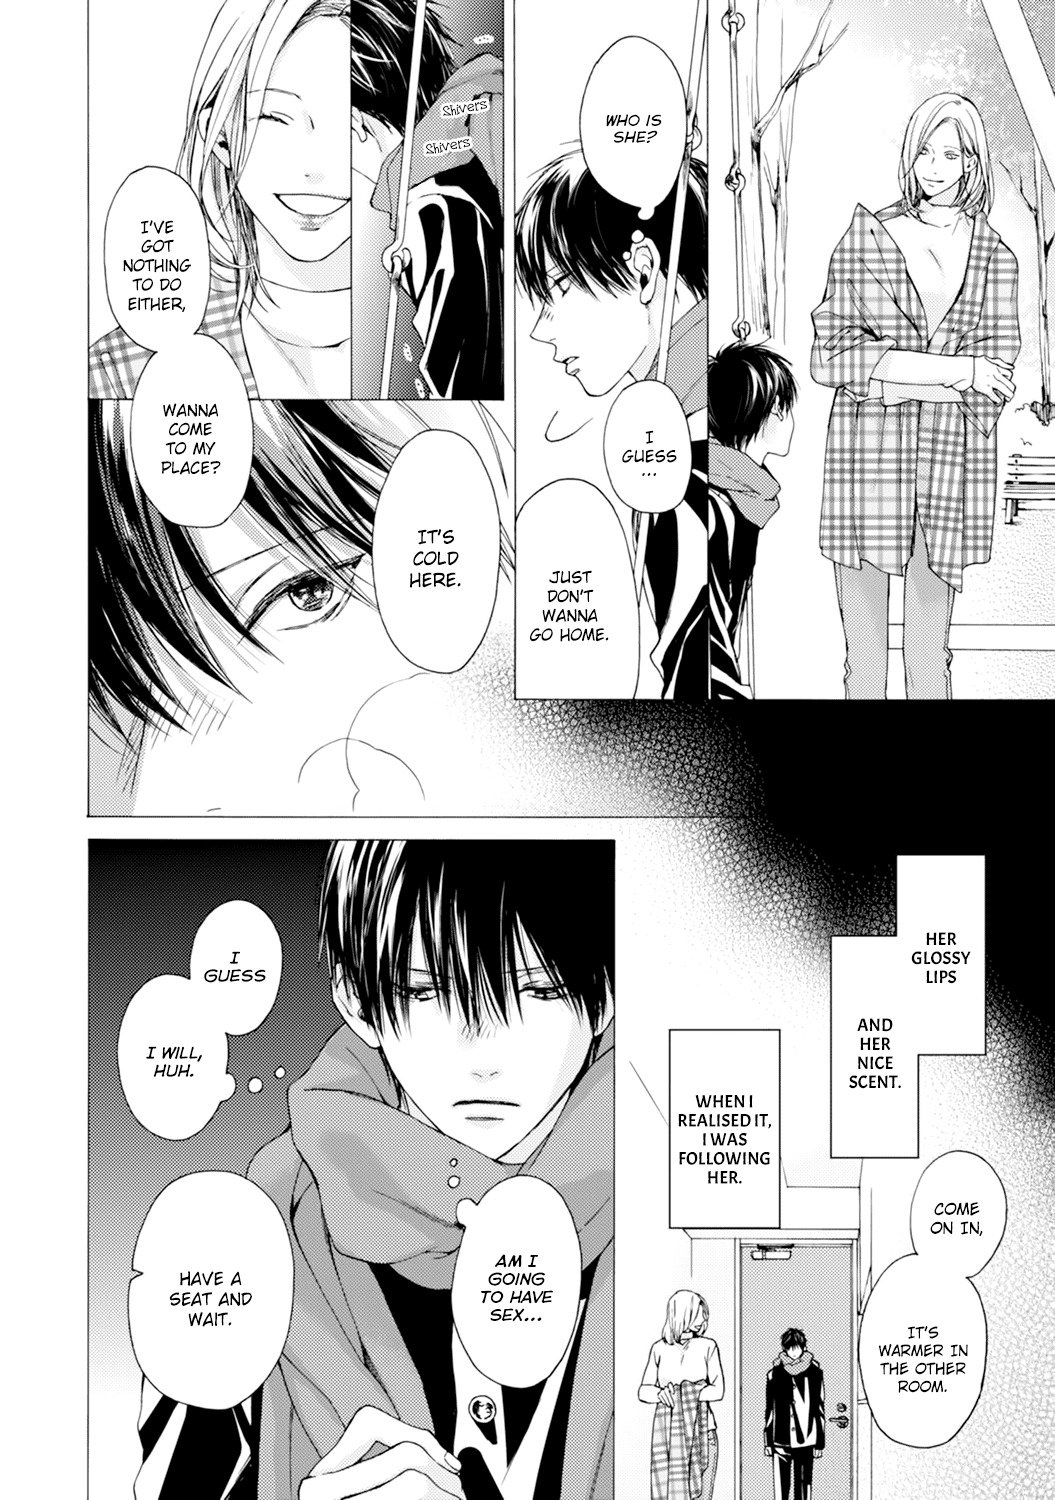 WHO IS
SHE?
I
GUESS
...
JUST
DON'T
WANNA
GO HOME.
Shivers
Shivers
I'VE
GOT
NOTHING
TO DO
EITHER,
WANNA
COME
TO MY
PLACE?
IT'S
COLD
HERE.
HER
GLOSSY
LIPS
AND
HER
NICE
SCENT.
WHEN I
REALISED IT,
I WAS
FOLLOWING
HER.
COME
ON IN,
IT'S
WARMER IN
THE OTHER
ROOM.
AM I
GOING
TO HAVE
SEX...
I
GUESS
I WILL,
HUH.
HAVE A
SEAT AND
WAIT.